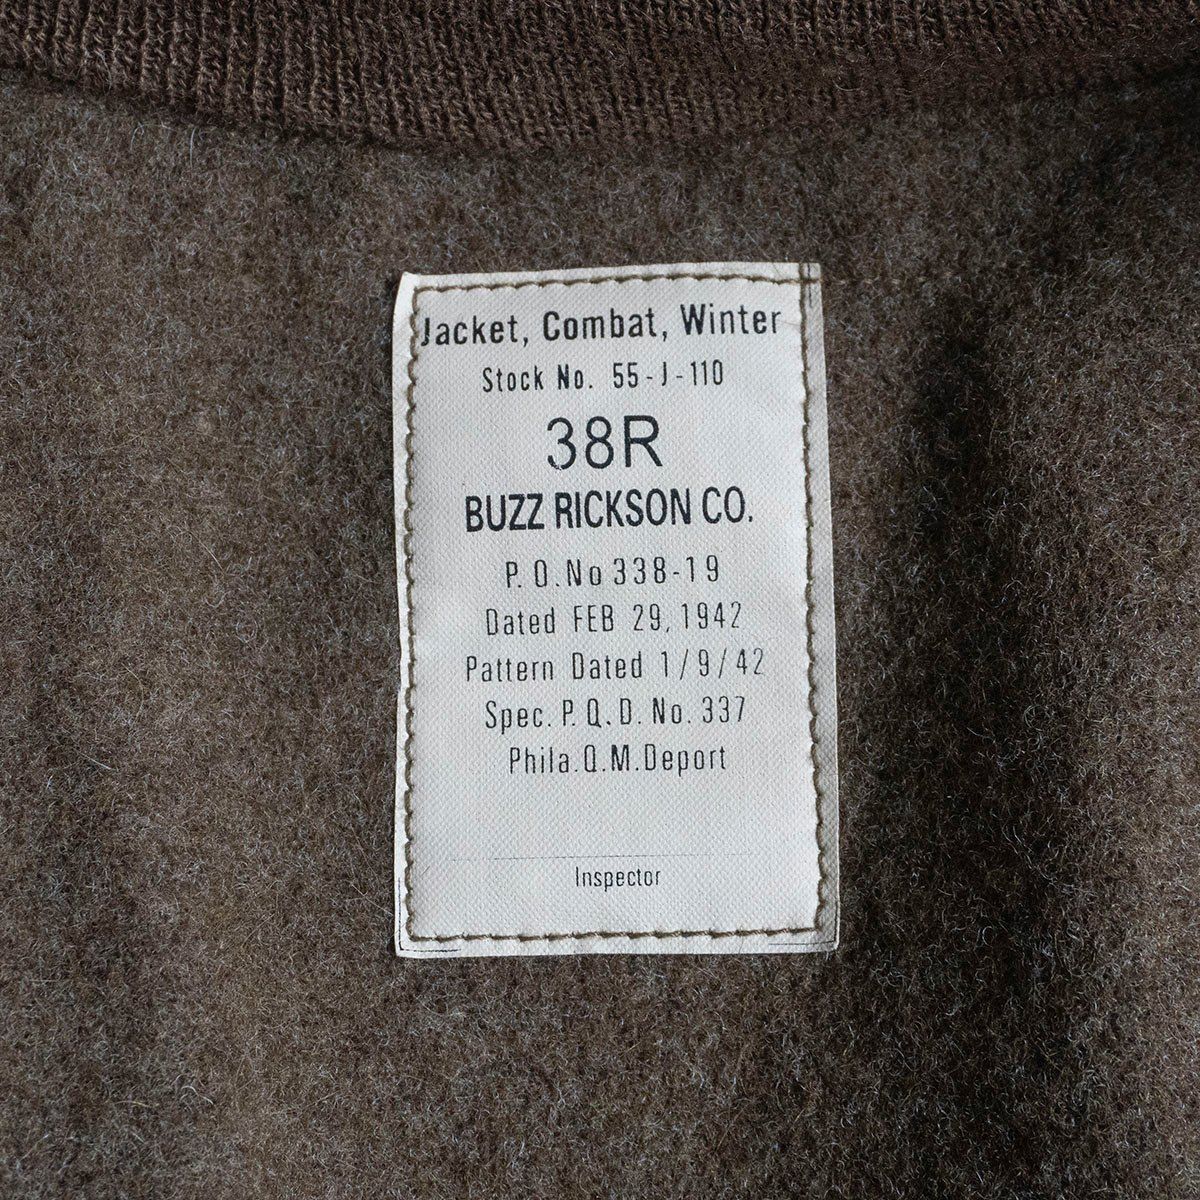 Jacket, Combat, Winter
Stock No. 55-J-110
38R
BUZZ RICKSON CO.
P.O.No 338-19
Dated FEB 29, 1942
Pattern Dated 1/9/42
Spec. P.Q.D. No. 337
Phila.Q.M.Deport
Inspector